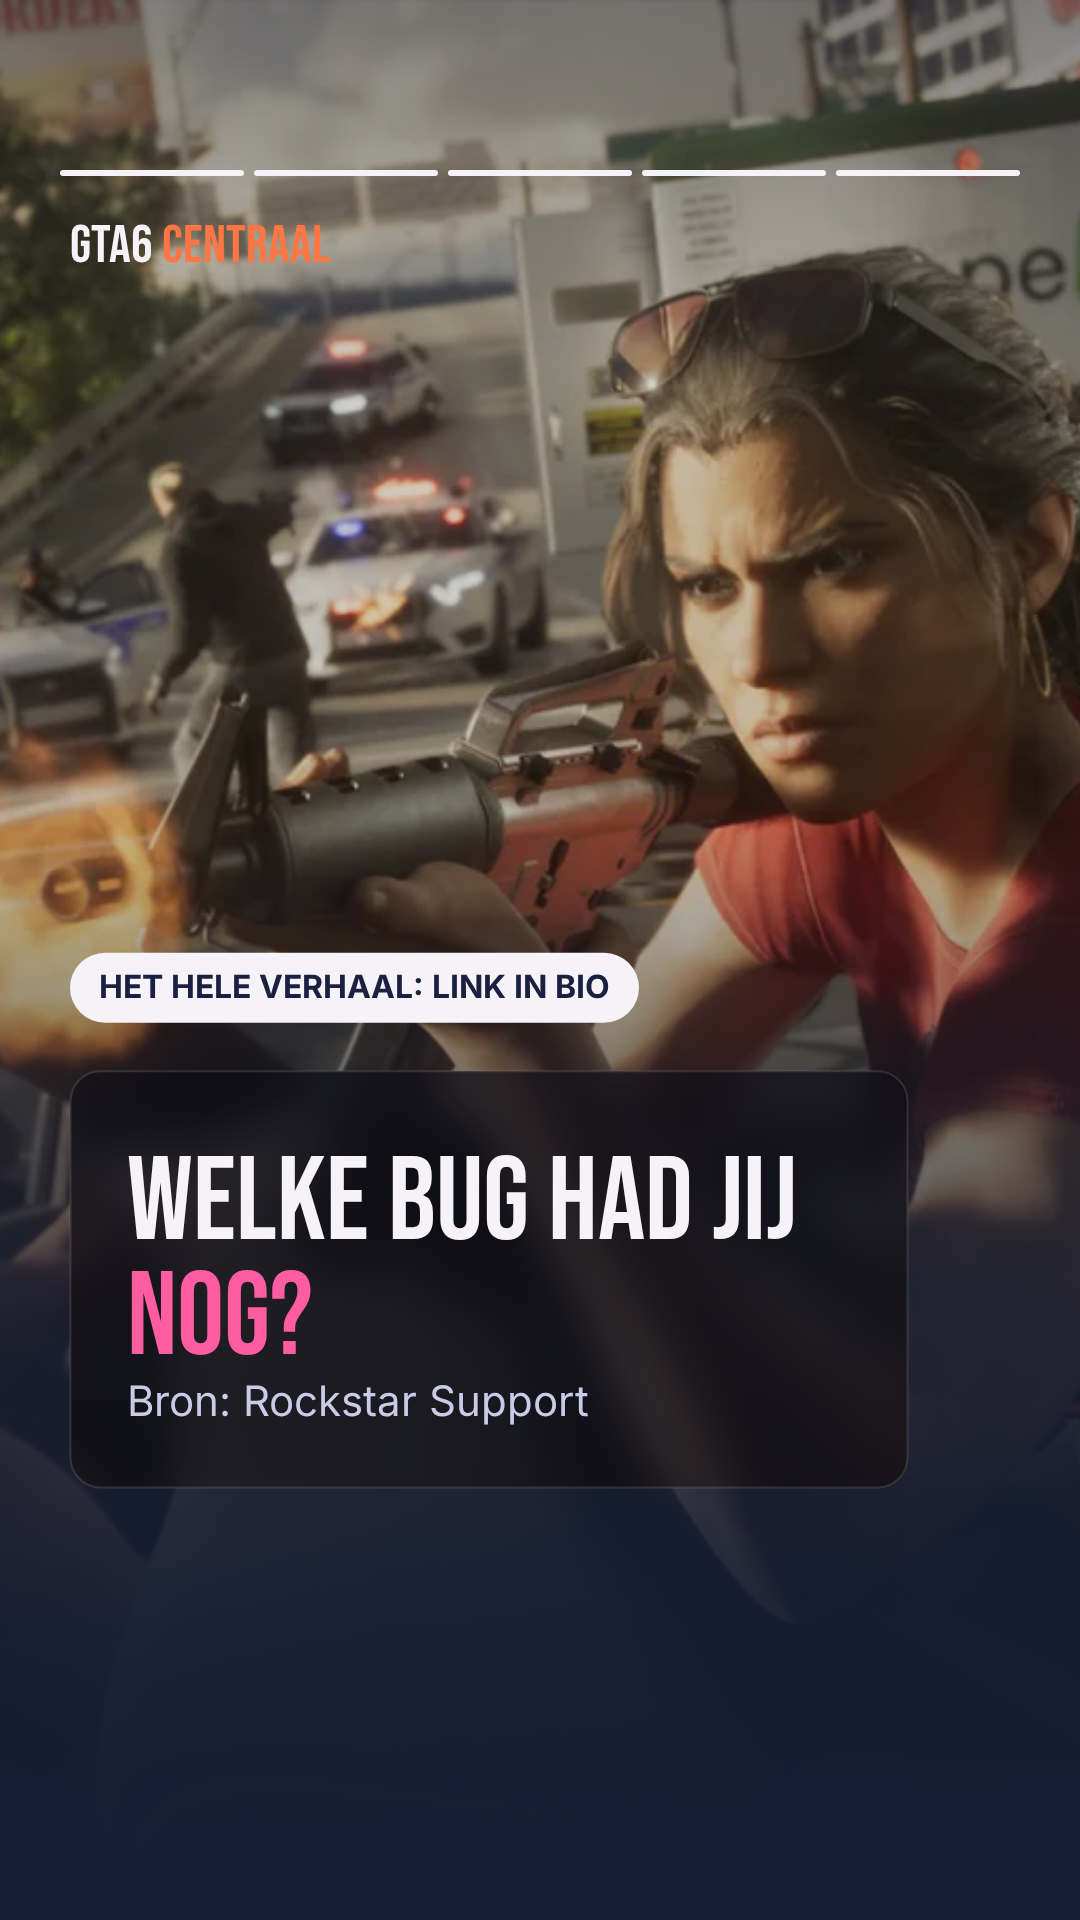 GTA6 CENTRAAL
HET HELE VERHAAL: LINK IN BIO
WELKE BUG HAD JIJ
NOG?
Bron: Rockstar Support